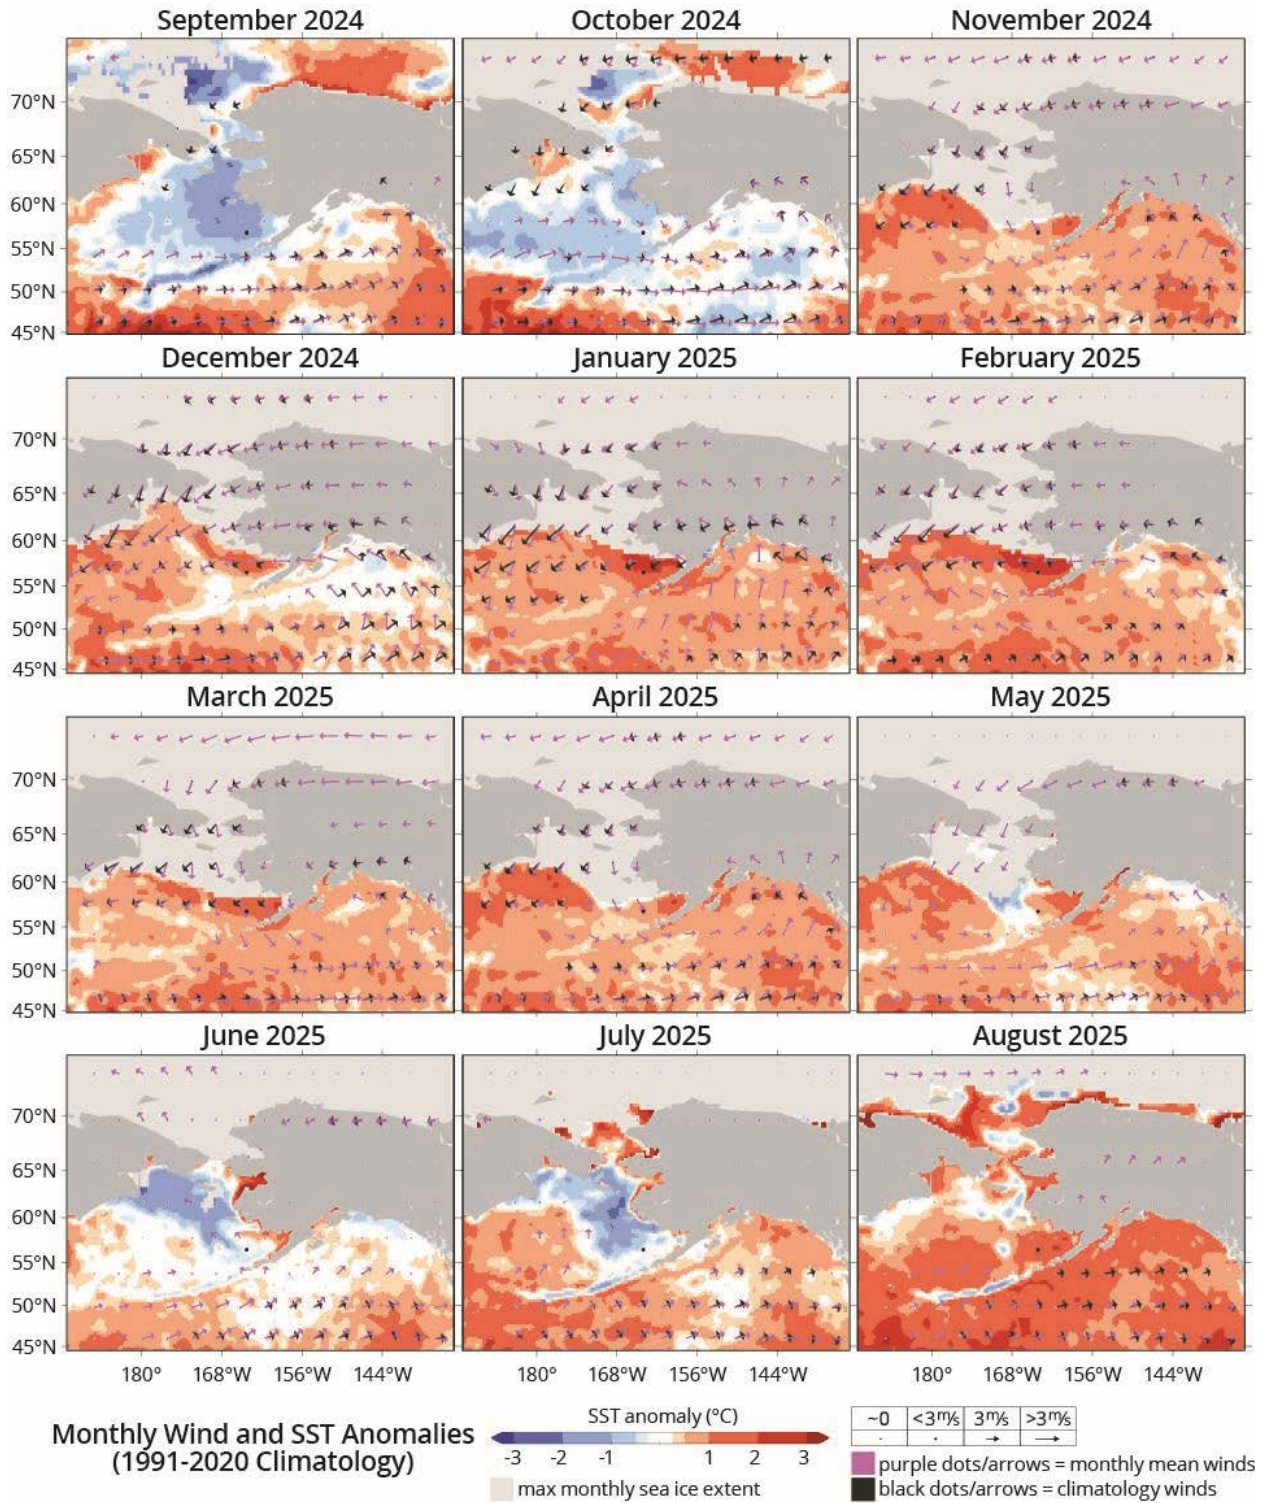 September 2024
October 2024
November 2024
70°N
65°N
60°N
55°N
50°N
45°N
December 2024
January 2025
February 2025
70°N
65°N
60°N
55°N
50°N
45°N
March 2025
April 2025
May 2025
70°N
65°N
60°N
55°N
50°N
45°N
June 2025
July 2025
August 2025
70°N
65°N
60°N
55°N
50°N
45°N
180° 168°W 156°W 144°W
180° 168°W 156°W 144°W
180° 168°W 156°W 144°W
Monthly Wind and SST Anomalies
(1991-2020 Climatology)
SST anomaly (°C)
-3 -2 -1 1 2 3
max monthly sea ice extent
~0 <3m/s 3m/s >3m/s
purple dots/arrows = monthly mean winds
black dots/arrows = climatology winds